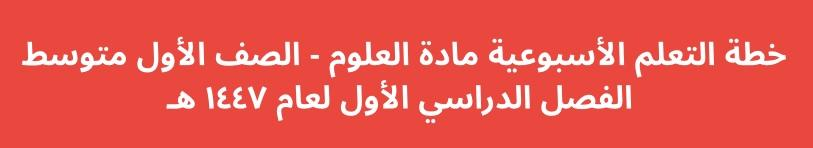 خطة التعلم الأسبوعية مادة العلوم - الصف الأول متوسط
الفصل الدراسي الأول لعام ١٤٤٧ هـ